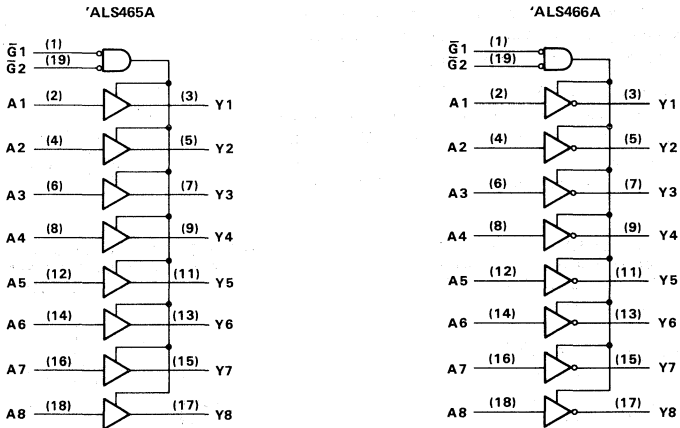 'ALS465A
G̅1 (1)
G̅2 (19)
A1 (2) (3) Y1
A2 (4) (5) Y2
A3 (6) (7) Y3
A4 (8) (9) Y4
A5 (12) (11) Y5
A6 (14) (13) Y6
A7 (16) (15) Y7
A8 (18) (17) Y8
'ALS466A
G̅1 (1)
G̅2 (19)
A1 (2) (3) Y1
A2 (4) (5) Y2
A3 (6) (7) Y3
A4 (8) (9) Y4
A5 (12) (11) Y5
A6 (14) (13) Y6
A7 (16) (15) Y7
A8 (18) (17) Y8